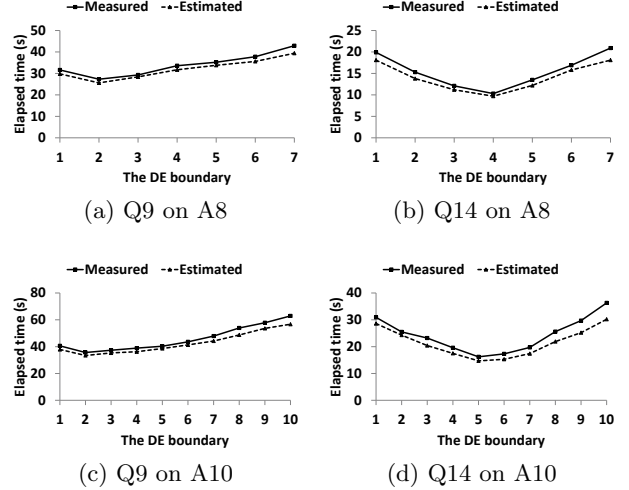 Measured Estimated
Elapsed time (s)
50
40
30
20
10
0
1 2 3 4 5 6 7
The DE boundary
(a) Q9 on A8
Measured Estimated
Elapsed time (s)
25
20
15
10
5
0
1 2 3 4 5 6 7
The DE boundary
(b) Q14 on A8
Measured Estimated
Elapsed time (s)
80
60
40
20
0
1 2 3 4 5 6 7 8 9 10
The DE boundary
(c) Q9 on A10
Measured Estimated
Elapsed time (s)
40
30
20
10
0
1 2 3 4 5 6 7 8 9 10
The DE boundary
(d) Q14 on A10